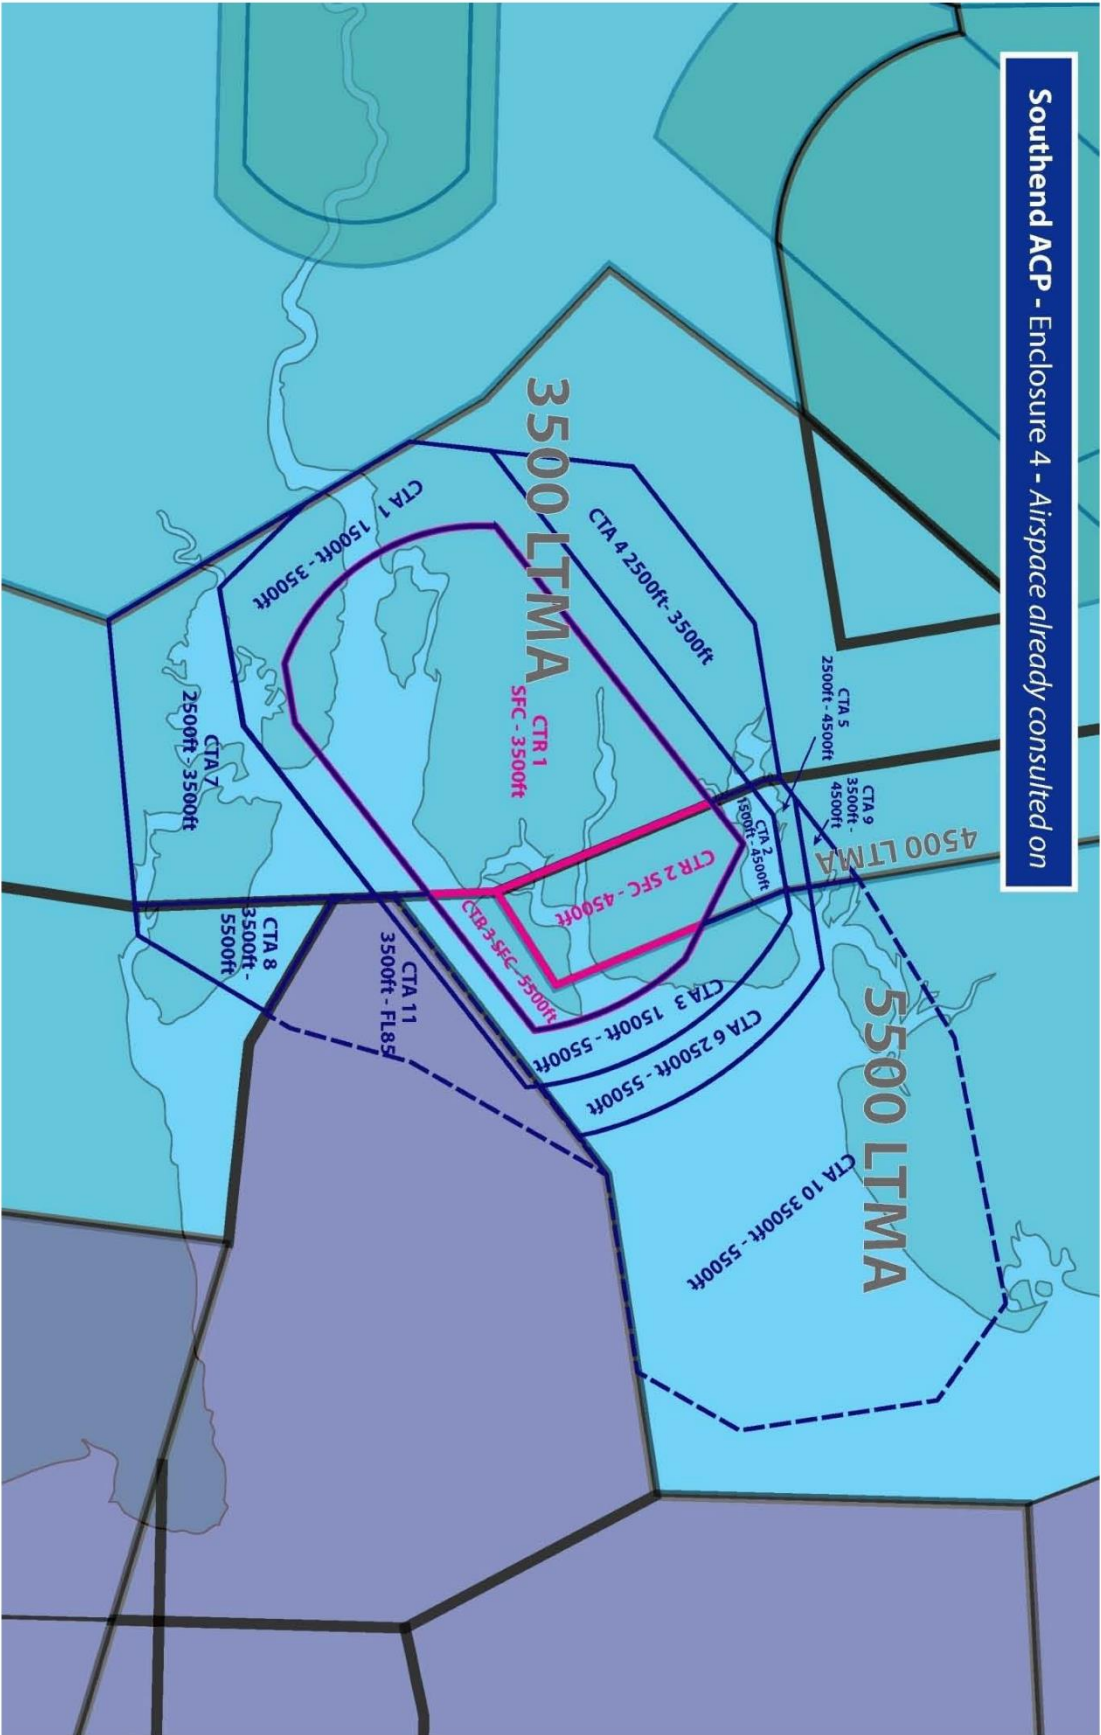 Southend ACP - Enclosure 4 - Airspace already consulted on
3500 LTMA
4500 LTMA
5500 LTMA
CTA 4 2500ft- 3500ft
CTA 5
2500ft - 4500ft
CTA 9
3500ft -
4500ft
CTA 1 1500ft - 3500ft
CTR 1
SFC - 3500ft
CTA 2
1500ft - 4500ft
CTR 2 SFC - 4500ft
CTR 3 SFC - 5500ft
CTA 3 1500ft - 5500ft
CTA 6 2500ft - 5500ft
CTA 10 3500ft - 5500ft
CTA 7
2500ft - 3500ft
CTA 8
3500ft -
5500ft
CTA 11
3500ft - FL85